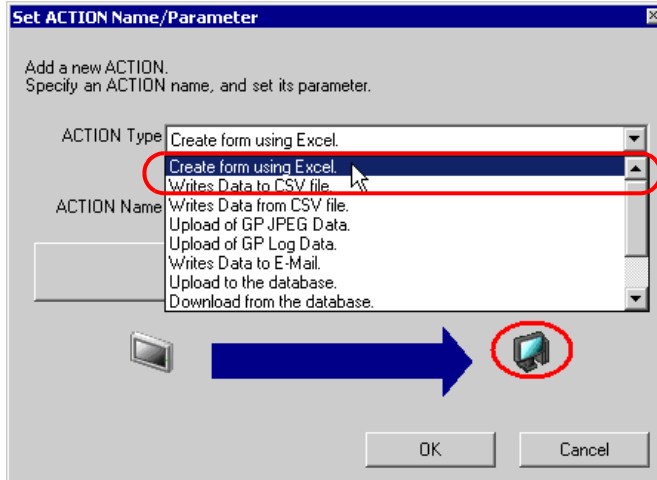 Set ACTION Name/Parameter
Add a new ACTION.
Specify an ACTION name, and set its parameter.
ACTION Type Create form using Excel.
Create form using Excel.
Writes Data to CSV file.
ACTION Name Writes Data from CSV file.
Upload of GP JPEG Data.
Upload of GP Log Data.
Writes Data to E-Mail.
Upload to the database.
Download from the database.
OK Cancel